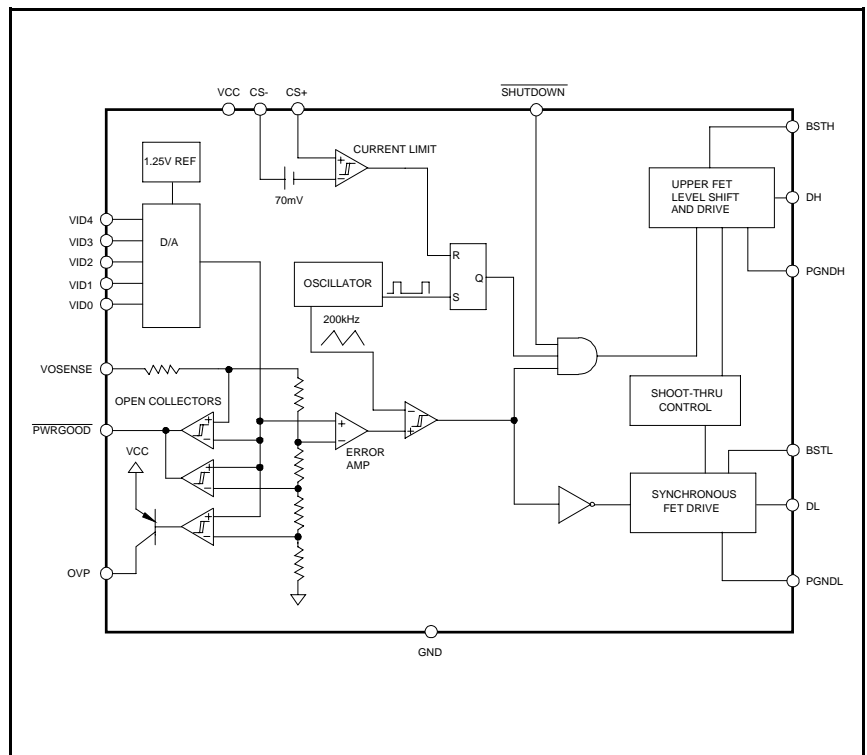 VCC CS- CS+ SHUTDOWN
BSTH
CURRENT LIMIT
1.25V REF
70mV
UPPER FET
LEVEL SHIFT
AND DRIVE
DH
VID4
VID3
VID2
VID1
VID0
D/A
R
Q
S
OSCILLATOR
PGNDH
200kHz
VOSENSE
OPEN COLLECTORS
SHOOT-THRU
CONTROL
PWRGOOD
+
-
+
-
-
+
ERROR
AMP
VCC
+
-
BSTL
SYNCHRONOUS
FET DRIVE
DL
+
-
OVP
PGNDL
GND